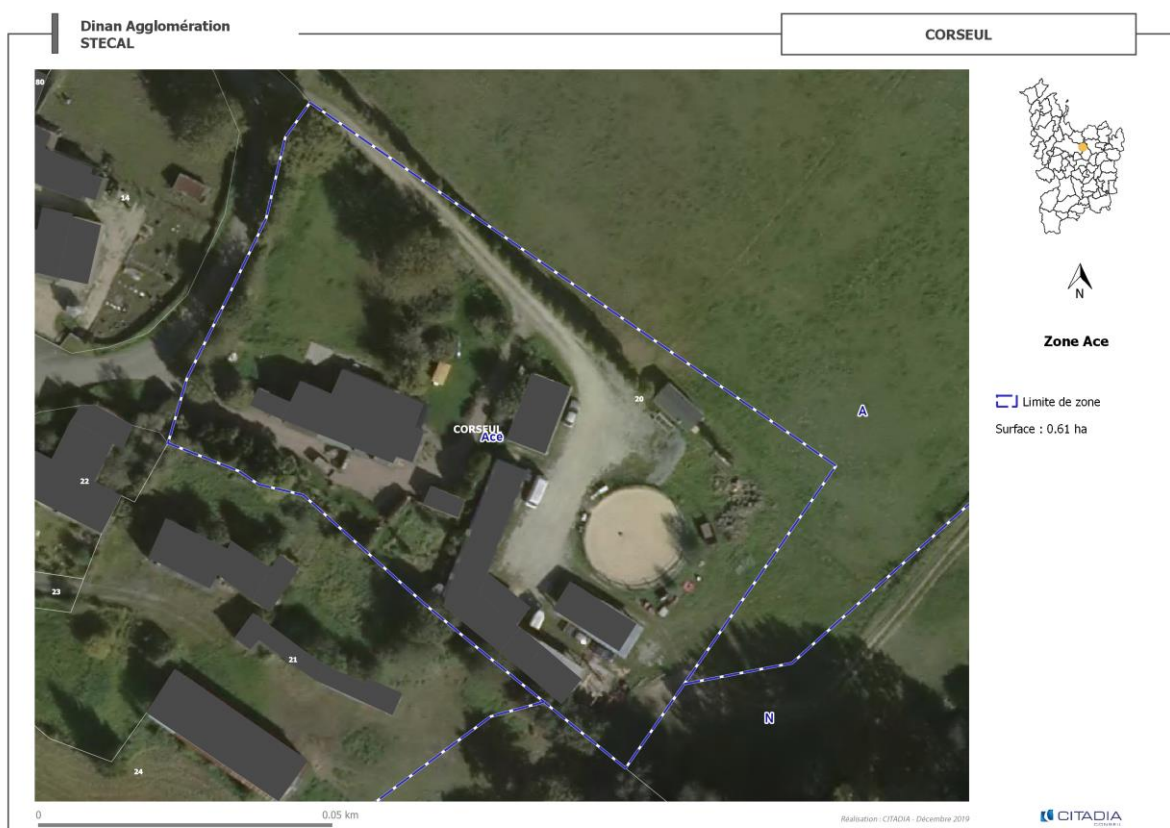 Dinan Agglomération
STECAL
CORSEUL
80
14
20
A
CORSEUL
Ace
22
23
21
24
N
N
Zone Ace
Limite de zone
Surface : 0.61 ha
0
0.05 km
Réalisation : CITADIA - Décembre 2019
CITADIA
CONSEIL